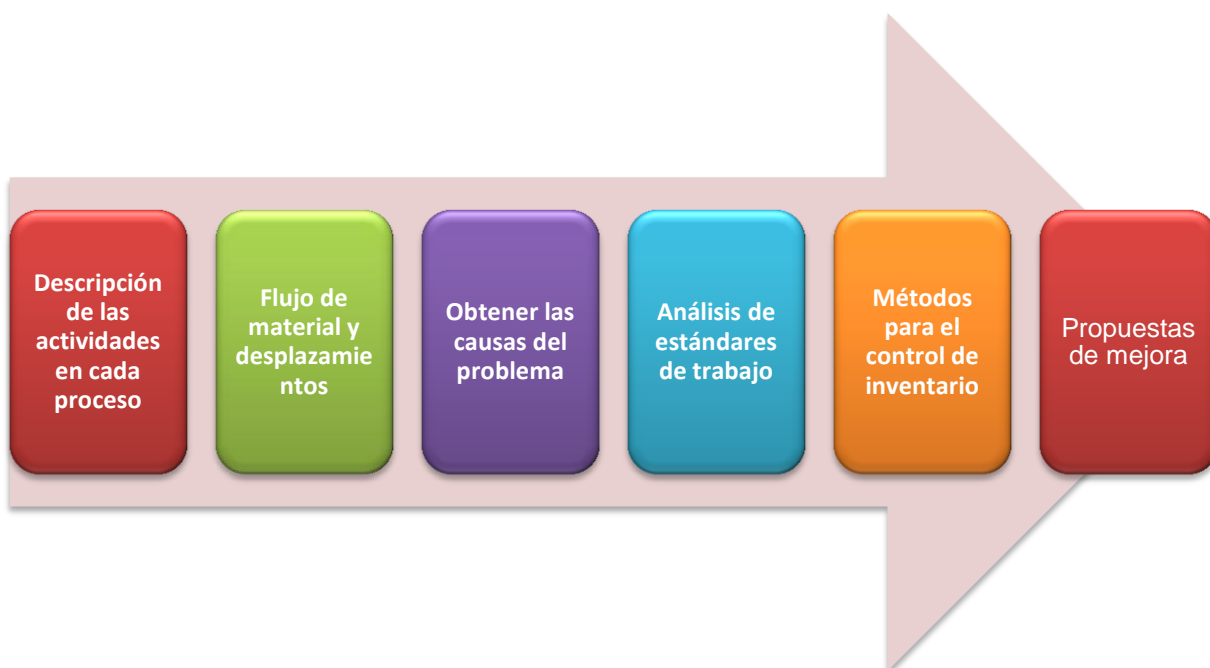 Descripción
de las
actividades
en cada
proceso
Flujo de
material y
desplazamie
ntos
Obtener las
causas del
problema
Análisis de
estándares
de trabajo
Métodos
para el
control de
inventario
Propuestas
de mejora